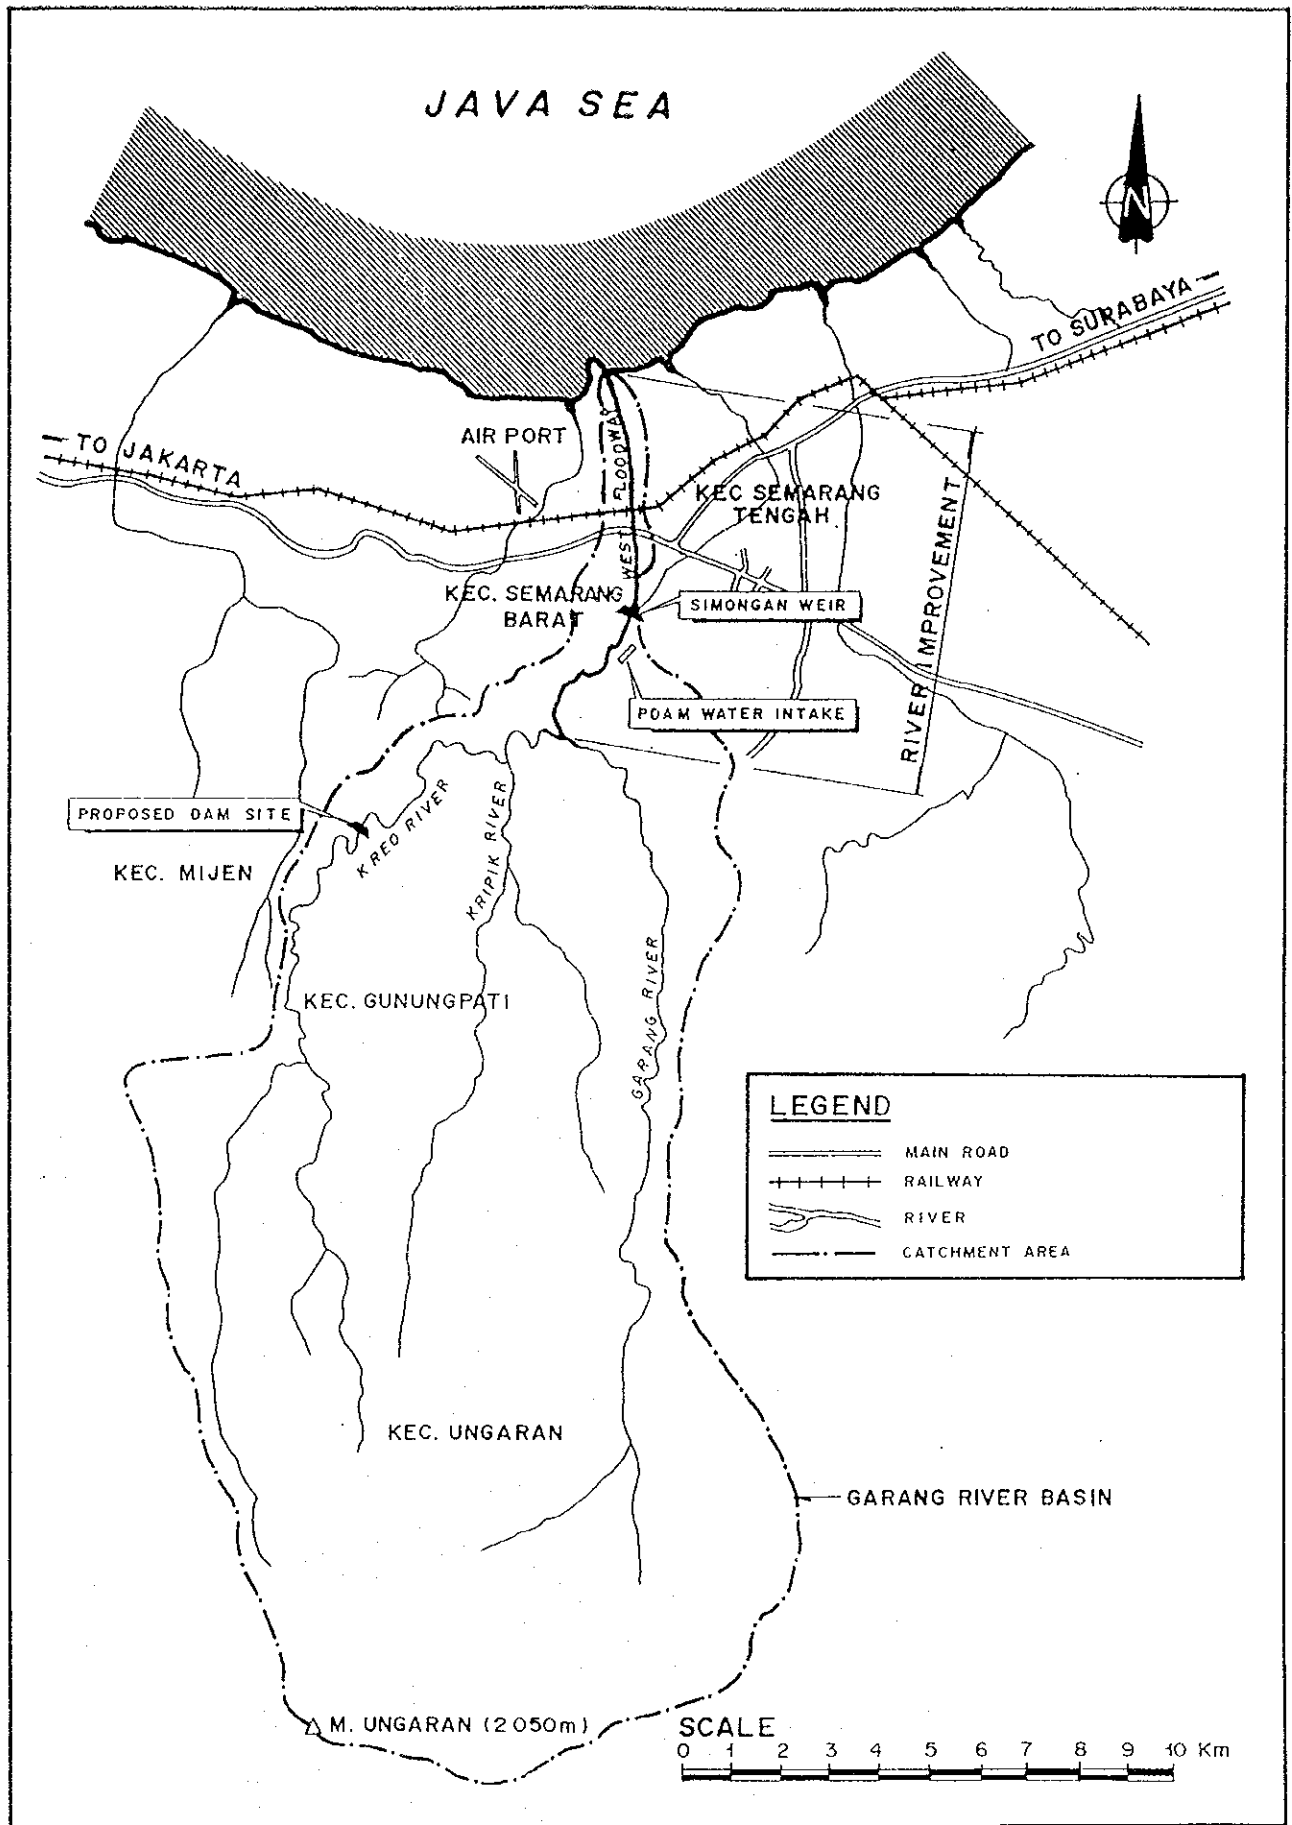 JAVA SEA
N
TO SURABAYA
AIR PORT
TO JAKARTA
WEST FLOODWAY
KEC SEMARANG
TENGAH
RIVER IMPROVEMENT
KEC. SEMARANG
BARAT
SIMONGAN WEIR
PDAM WATER INTAKE
PROPOSED DAM SITE
KREO RIVER
KRIPIK RIVER
KEC. MIJEN
GARANG RIVER
KEC. GUNUNGPATI
LEGEND
MAIN ROAD
RAILWAY
RIVER
CATCHMENT AREA
KEC. UNGARAN
GARANG RIVER BASIN
M. UNGARAN (2050m)
SCALE
0 1 2 3 4 5 6 7 8 9 10 Km